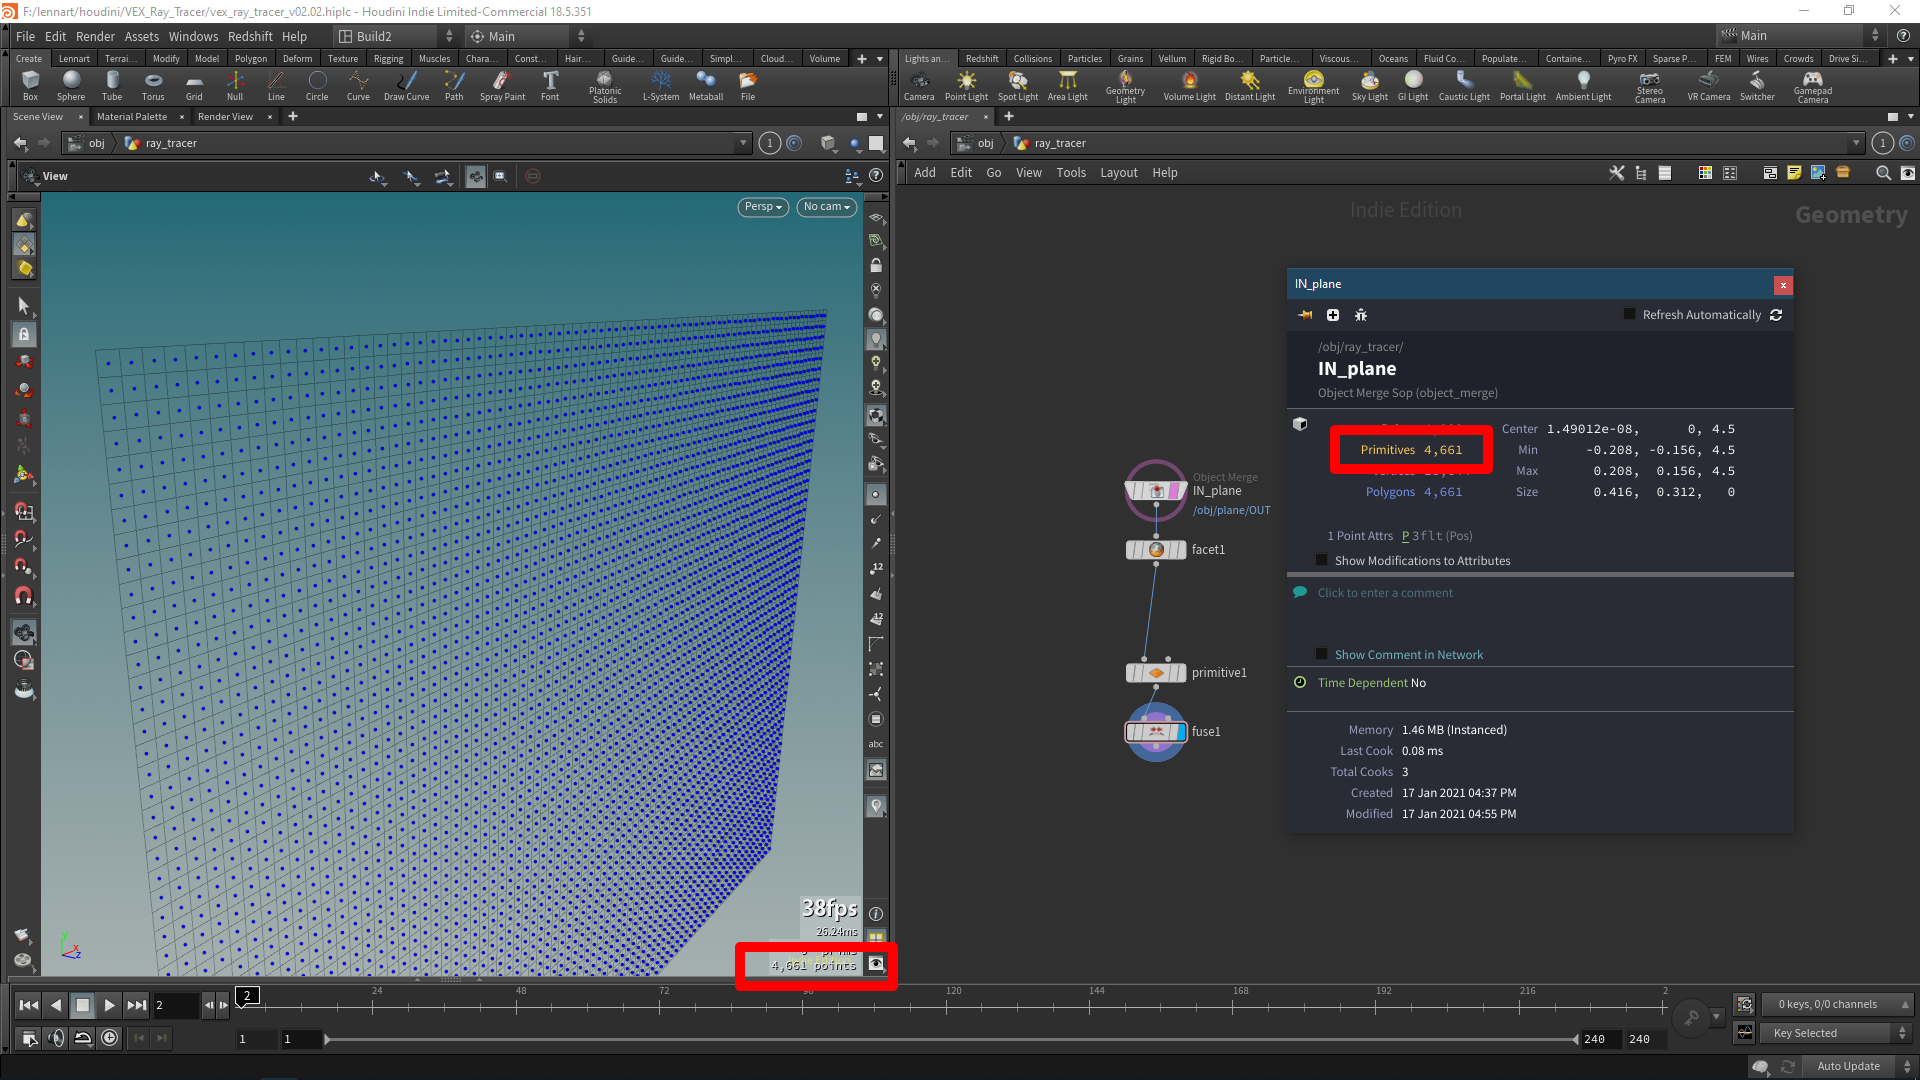 F:/lennart/houdini/VEX_Ray_Tracer/vex_ray_tracer_v02.02.hiplc - Houdini Indie Limited-Commercial 18.5.351
File Edit Render Assets Windows Redshift Help Build2 Main Main
Create Lennart Terrai... Modify Model Polygon Deform Texture Rigging Muscles Chara... Const... Hair... Guide... Guide... Simpl... Cloud... Volume
Lights an... Redshift Collisions Particles Grains Vellum Rigid Bo... Particle... Viscous... Oceans Fluid Co... Populate... Containe... Pyro FX Sparse P... FEM Wires Crowds Drive Si...
Box Sphere Tube Torus Grid Null Line Circle Curve Draw Curve Path Spray Paint Font Platonic Solids L-System Metaball File
Camera Point Light Spot Light Area Light Geometry Light Volume Light Distant Light Environment Light Sky Light GI Light Caustic Light Portal Light Ambient Light Stereo Camera VR Camera Switcher Gamepad Camera
Scene View Material Palette Render View
/obj/ray_tracer
obj ray_tracer 1
obj ray_tracer 1
View
Add Edit Go View Tools Layout Help
Persp No cam
Indie Edition
Geometry
IN_plane
Refresh Automatically
/obj/ray_tracer/
IN_plane
Object Merge Sop (object_merge)
Center 1.49012e-08, 0, 4.5
Primitives 4,661 Min -0.208, -0.156, 4.5
Max 0.208, 0.156, 4.5
Polygons 4,661 Size 0.416, 0.312, 0
1 Point Attrs P 3flt (Pos)
Show Modifications to Attributes
Click to enter a comment
Show Comment in Network
Time Dependent No
Memory 1.46 MB (Instanced)
Last Cook 0.08 ms
Total Cooks 3
Created 17 Jan 2021 04:37 PM
Modified 17 Jan 2021 04:55 PM
Object Merge
IN_plane
/obj/plane/OUT
facet1
primitive1
fuse1
12
12
abc
y x z
38fps
26.24ms
4,661 points
2 2 24 48 72 96 120 144 168 192 216 2
0 keys, 0/0 channels
1 1 240 240
Key Selected
Auto Update